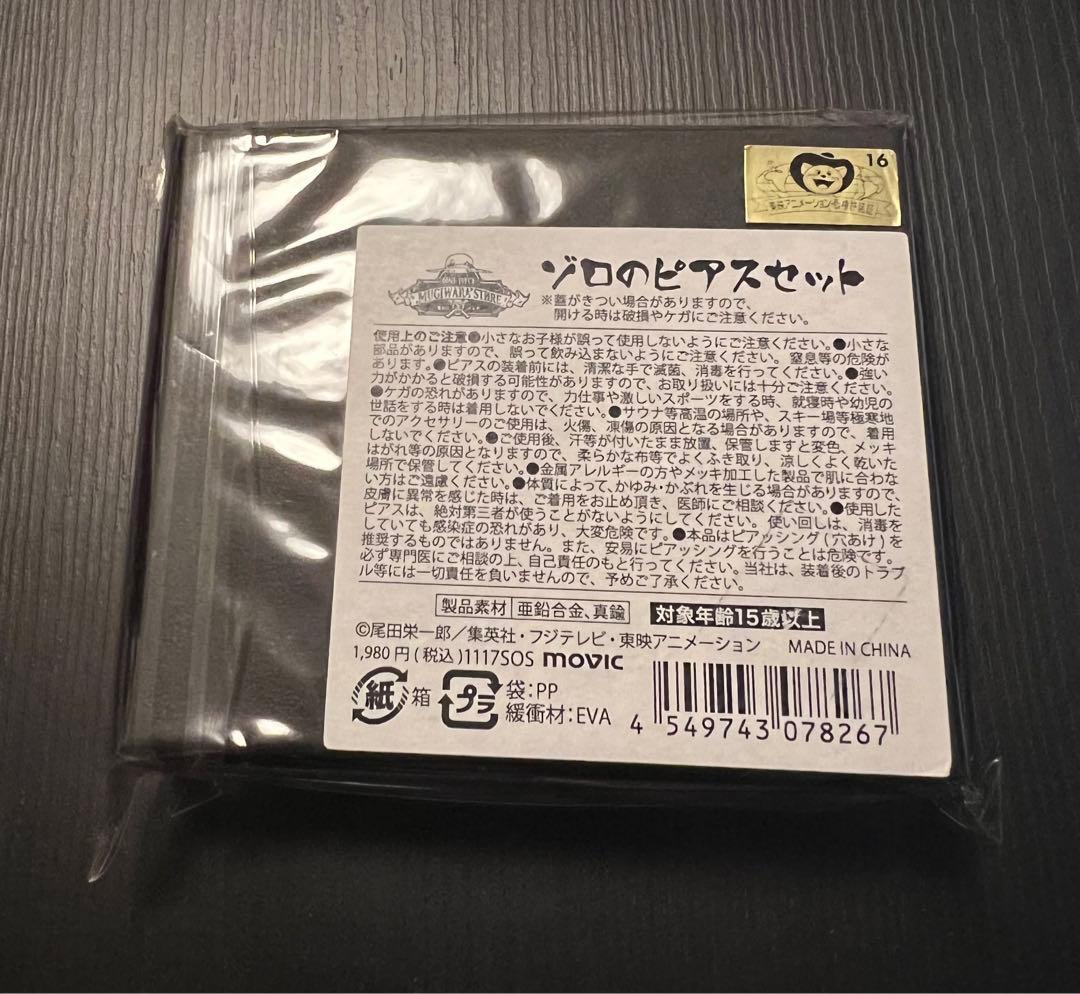 16
東映アニメーション
ONE PIECE
MUGIWARA STORE
ゾロのピアスセット
※蓋がきつい場合がありますので、
開ける時は破損やケガにご注意ください。
使用上のご注意●小さなお子様が誤って使用しないようにご注意ください。●小さな
部品がありますので、誤って飲み込まないようにご注意ください。窒息等の危険が
あります。●ピアスの装着前には、清潔な手で滅菌、消毒を行ってください。●強い
力がかかると破損する可能性がありますので、お取り扱いには十分ご注意ください。
●ケガの恐れがありますので、力仕事や激しいスポーツをする時、就寝時や幼児の
世話をする時は着用しないでください。●サウナ等高温の場所や、スキー場等極寒地
でのアクセサリーのご使用は、火傷、凍傷の原因となる場合がありますので、着用
しないでください。●ご使用後、汗等が付いたまま放置、保管しますと変色、メッキ
はがれ等の原因となりますので、柔らかな布等でよくふき取り、涼しくよく乾いた
場所で保管してください。●金属アレルギーの方やメッキ加工した製品で肌に合わな
い方はご遠慮ください。●体質によって、かゆみ・かぶれを生じる場合がありますので、
皮膚に異常を感じた時は、ご着用をお止め頂き、医師にご相談ください。●使用した
ピアスは、絶対第三者が使うことがないようにしてください。使い回しは、消毒を
していても感染症の恐れがあり、大変危険です。●本品はピアッシング(穴あけ)を
推奨するものではありません。また、安易にピアッシングを行うことは危険です。
必ず専門医にご相談の上、自己責任のもと行ってください。当社は、装着後のトラブ
ル等には一切責任を負いませんので、予めご了承ください。
製品素材 亜鉛合金、真鍮 対象年齢15歳以上
©尾田栄一郎／集英社・フジテレビ・東映アニメーション MADE IN CHINA
1,980円(税込)1117SOS movic
紙 箱 プラ 袋:PP
緩衝材:EVA
4 549743 078267